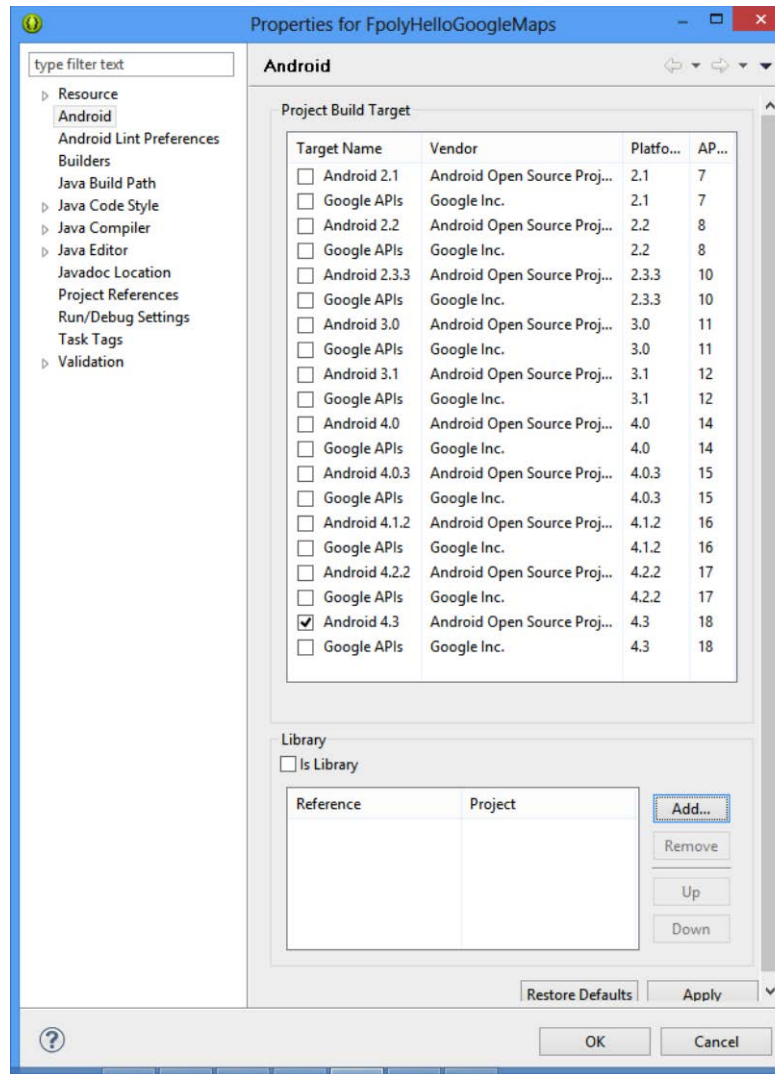 Properties for FpolyHelloGoogleMaps
type filter text
Resource
Android
Android Lint Preferences
Builders
Java Build Path
Java Code Style
Java Compiler
Java Editor
Javadoc Location
Project References
Run/Debug Settings
Task Tags
Validation
Android
Project Build Target
Target Name Vendor Platfo... AP...
Android 2.1 Android Open Source Proj... 2.1 7
Google APIs Google Inc. 2.1 7
Android 2.2 Android Open Source Proj... 2.2 8
Google APIs Google Inc. 2.2 8
Android 2.3.3 Android Open Source Proj... 2.3.3 10
Google APIs Google Inc. 2.3.3 10
Android 3.0 Android Open Source Proj... 3.0 11
Google APIs Google Inc. 3.0 11
Android 3.1 Android Open Source Proj... 3.1 12
Google APIs Google Inc. 3.1 12
Android 4.0 Android Open Source Proj... 4.0 14
Google APIs Google Inc. 4.0 14
Android 4.0.3 Android Open Source Proj... 4.0.3 15
Google APIs Google Inc. 4.0.3 15
Android 4.1.2 Android Open Source Proj... 4.1.2 16
Google APIs Google Inc. 4.1.2 16
Android 4.2.2 Android Open Source Proj... 4.2.2 17
Google APIs Google Inc. 4.2.2 17
Android 4.3 Android Open Source Proj... 4.3 18
Google APIs Google Inc. 4.3 18
Library
Is Library
Reference Project
Add...
Remove
Up
Down
Restore Defaults Apply
OK Cancel